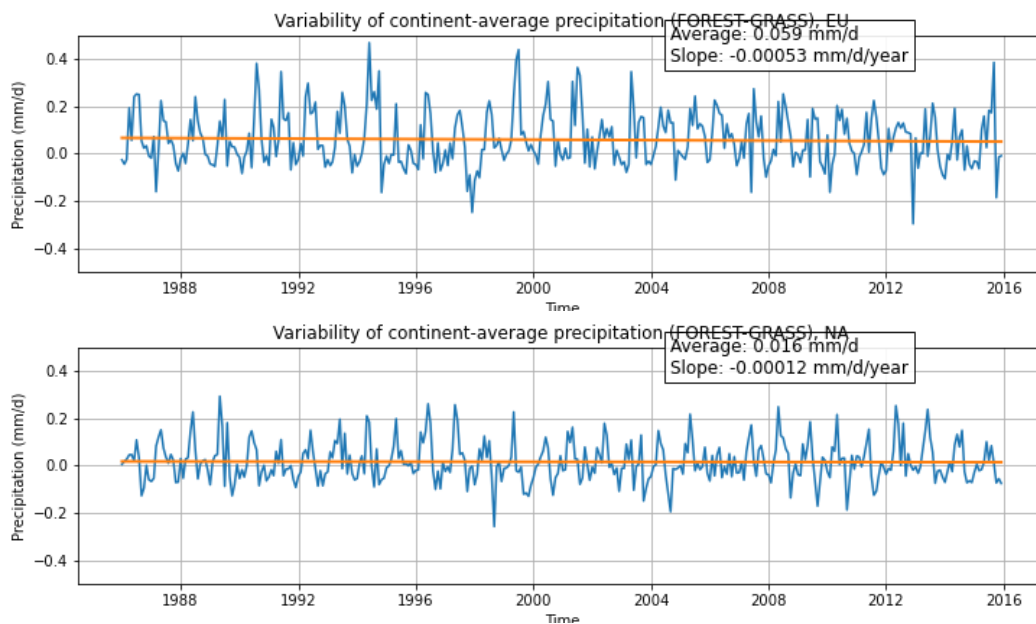 Variability of continent-average precipitation (FOREST-GRASS), EU
Average: 0.059 mm/d
Slope: -0.00053 mm/d/year
Precipitation (mm/d)
0.4
0.2
0.0
−0.2
−0.4
1988 1992 1996 2000 2004 2008 2012 2016
Time
Variability of continent-average precipitation (FOREST-GRASS), NA
Average: 0.016 mm/d
Slope: -0.00012 mm/d/year
Precipitation (mm/d)
0.4
0.2
0.0
−0.2
−0.4
1988 1992 1996 2000 2004 2008 2012 2016
Time